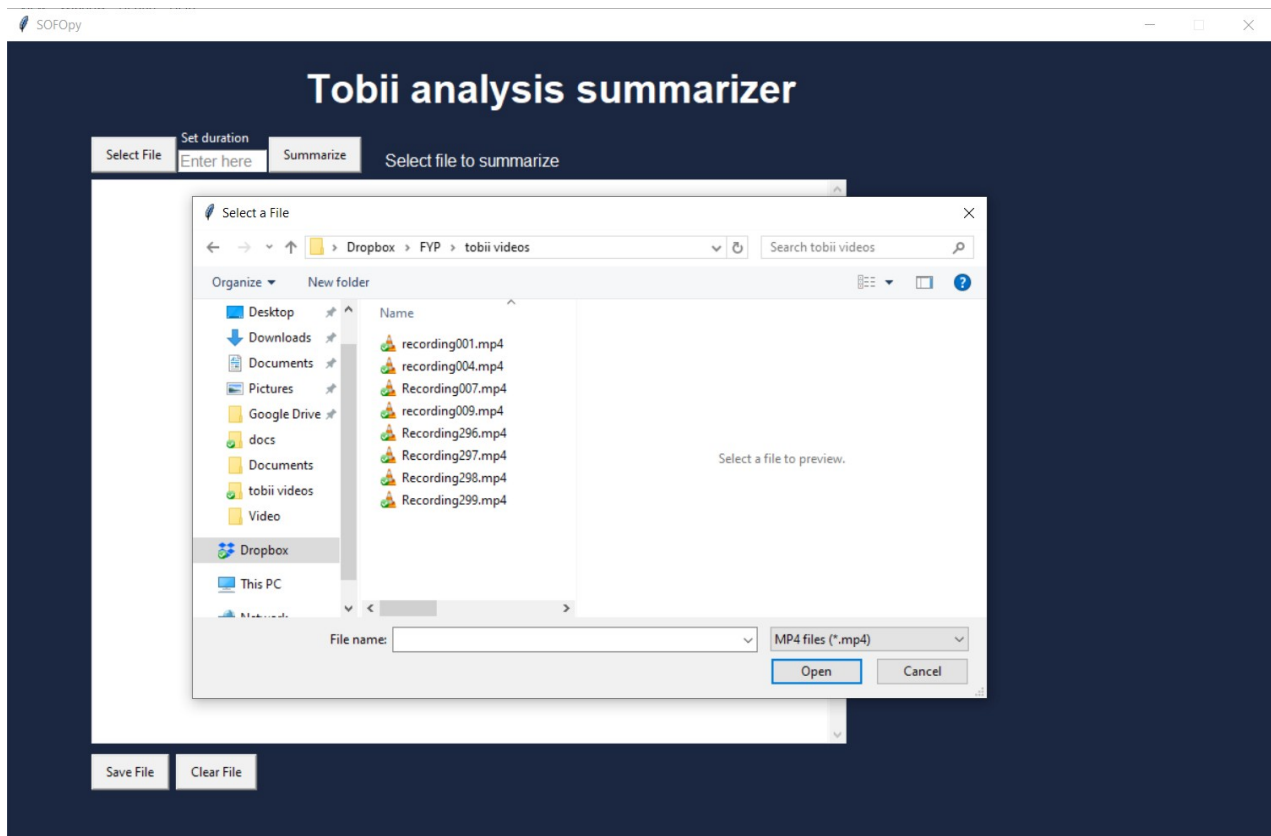 SOFOpy
Tobii analysis summarizer
Set duration
Select File
Enter here
Summarize
Select file to summarize
Select a File
Dropbox > FYP > tobii videos
Search tobii videos
Organize
New folder
Desktop
Downloads
Documents
Pictures
Google Drive
docs
Documents
tobii videos
Video
Dropbox
This PC
Network
Name
recording001.mp4
recording004.mp4
Recording007.mp4
recording009.mp4
Recording296.mp4
Recording297.mp4
Recording298.mp4
Recording299.mp4
Select a file to preview.
File name:
MP4 files (*.mp4)
Open
Cancel
Save File
Clear File